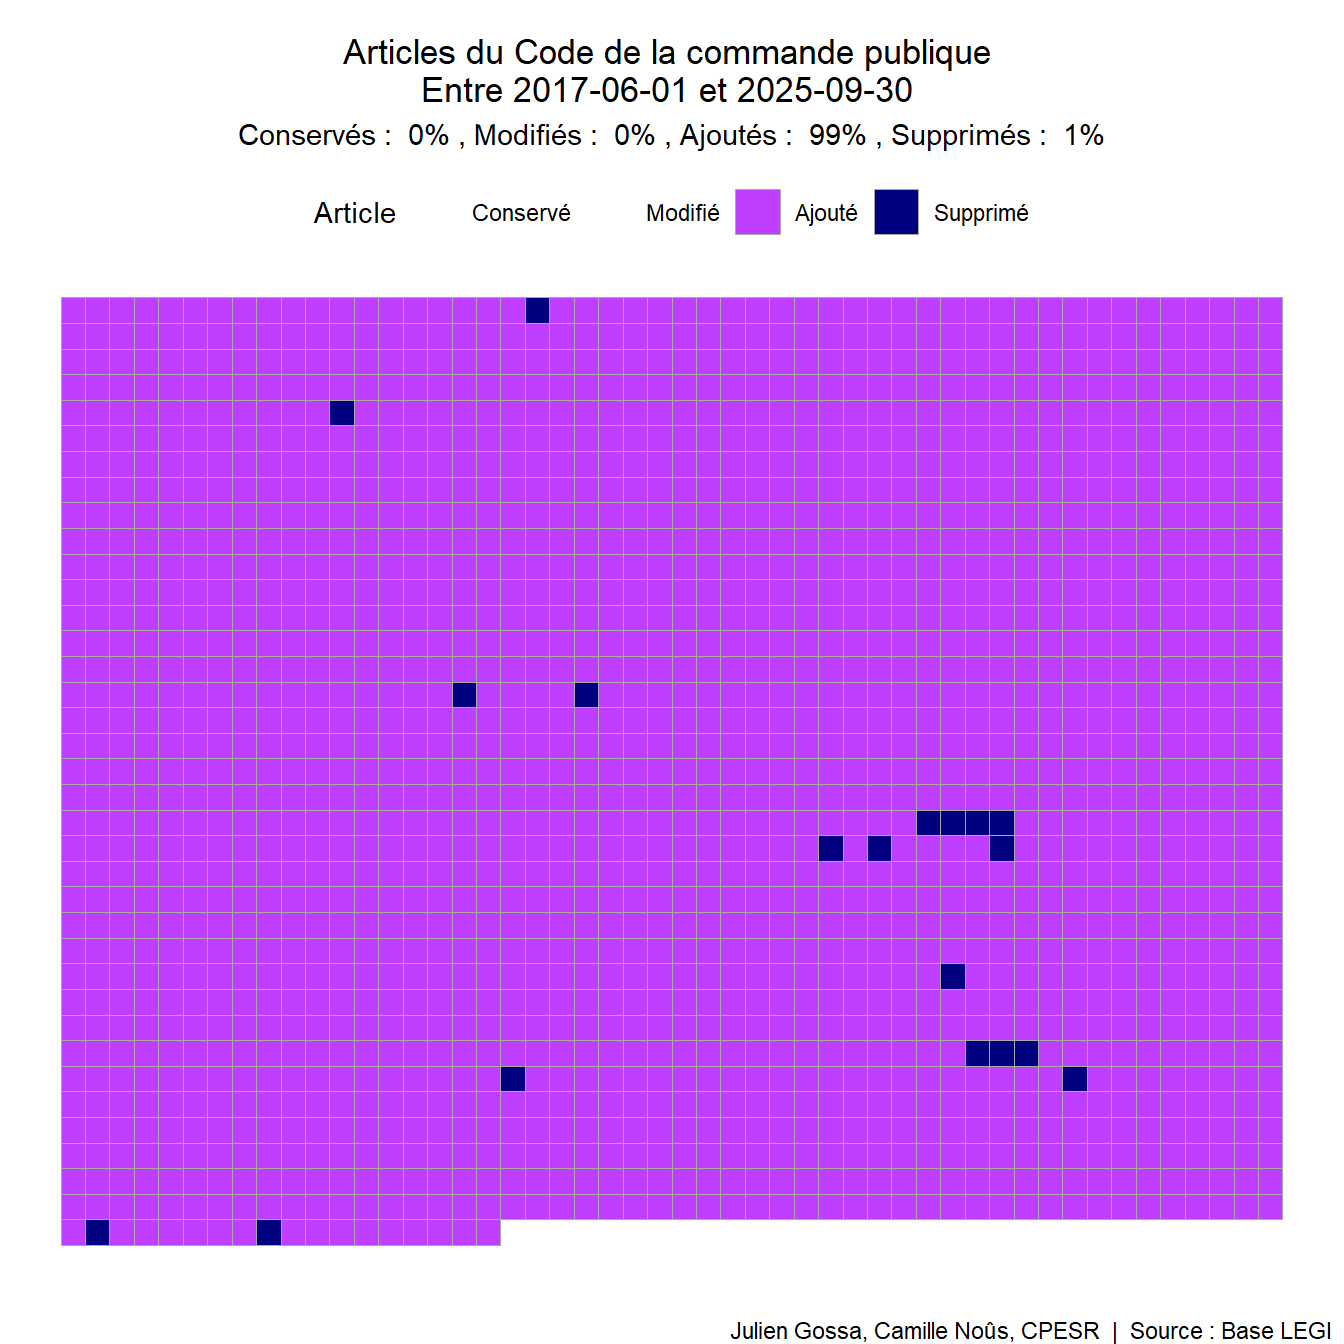 Articles du Code de la commande publique
Entre 2017-06-01 et 2025-09-30
Conservés :  0% , Modifiés :  0% , Ajoutés :  99% , Supprimés :  1%
Article Conservé Modifié Ajouté Supprimé
Julien Gossa, Camille Noûs, CPESR | Source : Base LEGI